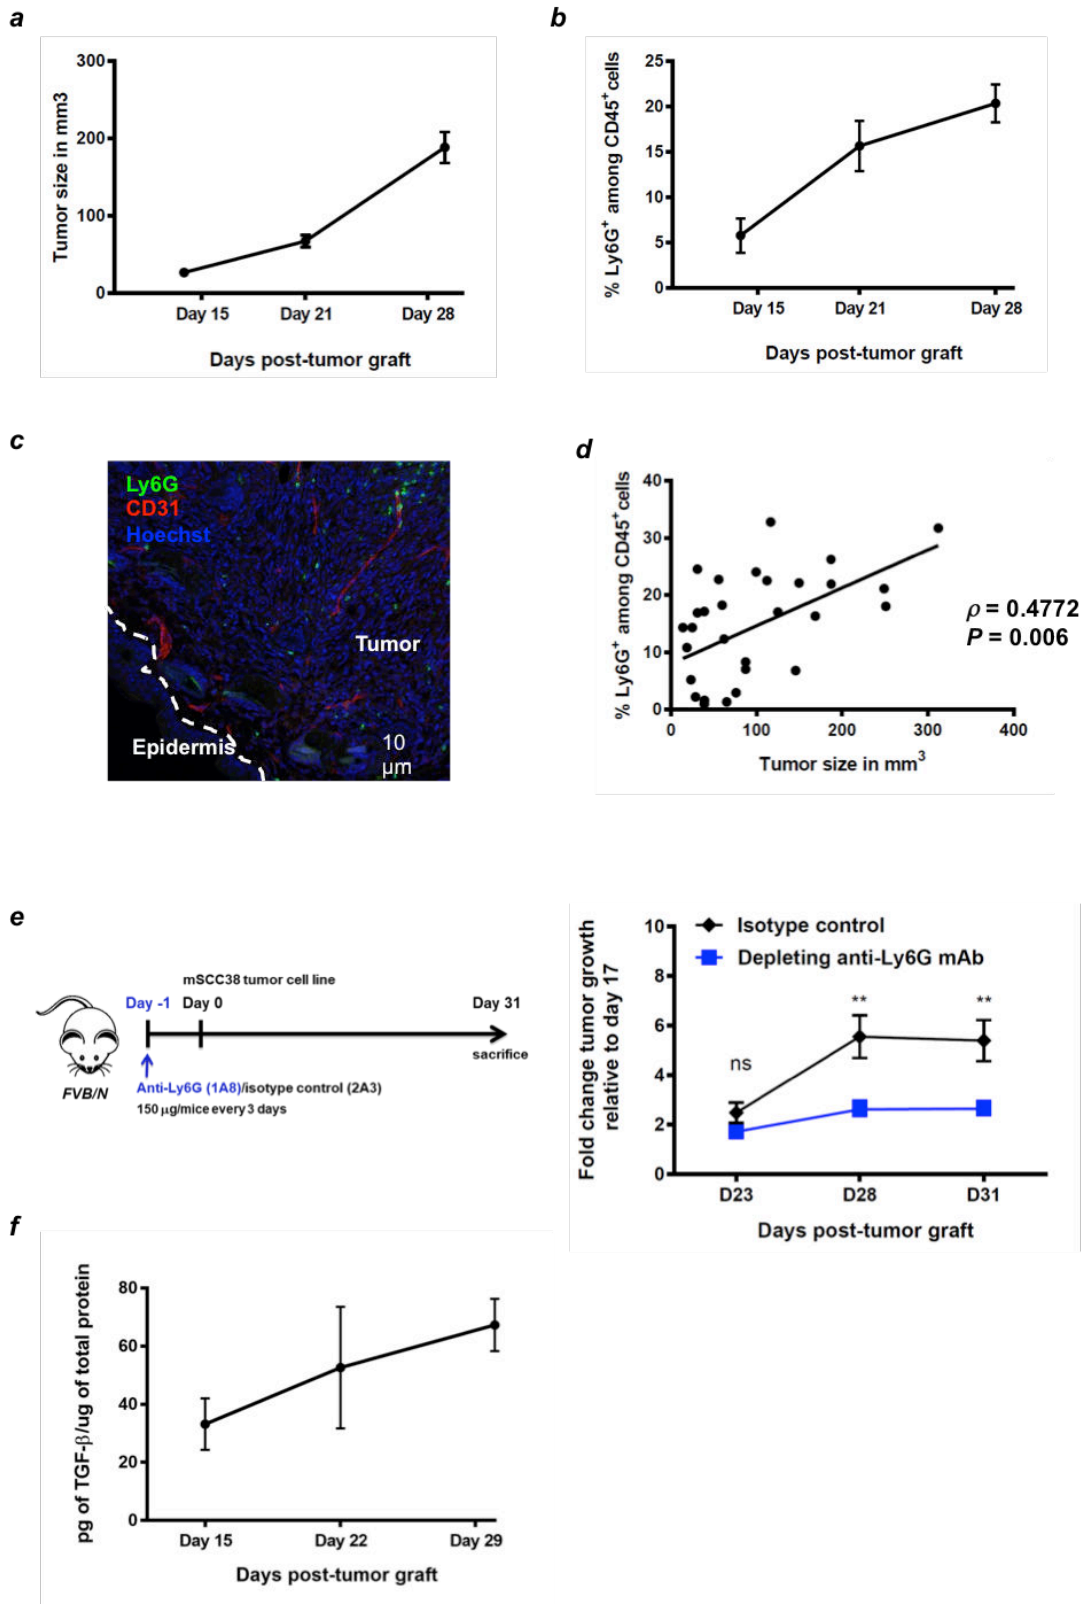 a
300
200
100
0
Tumor size in mm3
Day 15 Day 21 Day 28
Days post-tumor graft
b
25
20
15
10
5
0
% Ly6G⁺ among CD45⁺cells
Day 15 Day 21 Day 28
Days post-tumor graft
c
Ly6G
CD31
Hoechst
Tumor
Epidermis
10
µm
d
40
30
20
10
0
% Ly6G⁺ among CD45⁺cells
0 100 200 300 400
Tumor size in mm³
ρ = 0.4772
P = 0.006
e
mSCC38 tumor cell line
Day -1 Day 0 Day 31
sacrifice
FVB/N
Anti-Ly6G (1A8)/isotype control (2A3)
150 µg/mice every 3 days
10
8
6
4
2
0
Fold change tumor growth
relative to day 17
Isotype control
Depleting anti-Ly6G mAb
ns
**
**
D23 D28 D31
Days post-tumor graft
f
80
60
40
20
0
pg of TGF-β/ug of total protein
Day 15 Day 22 Day 29
Days post-tumor graft